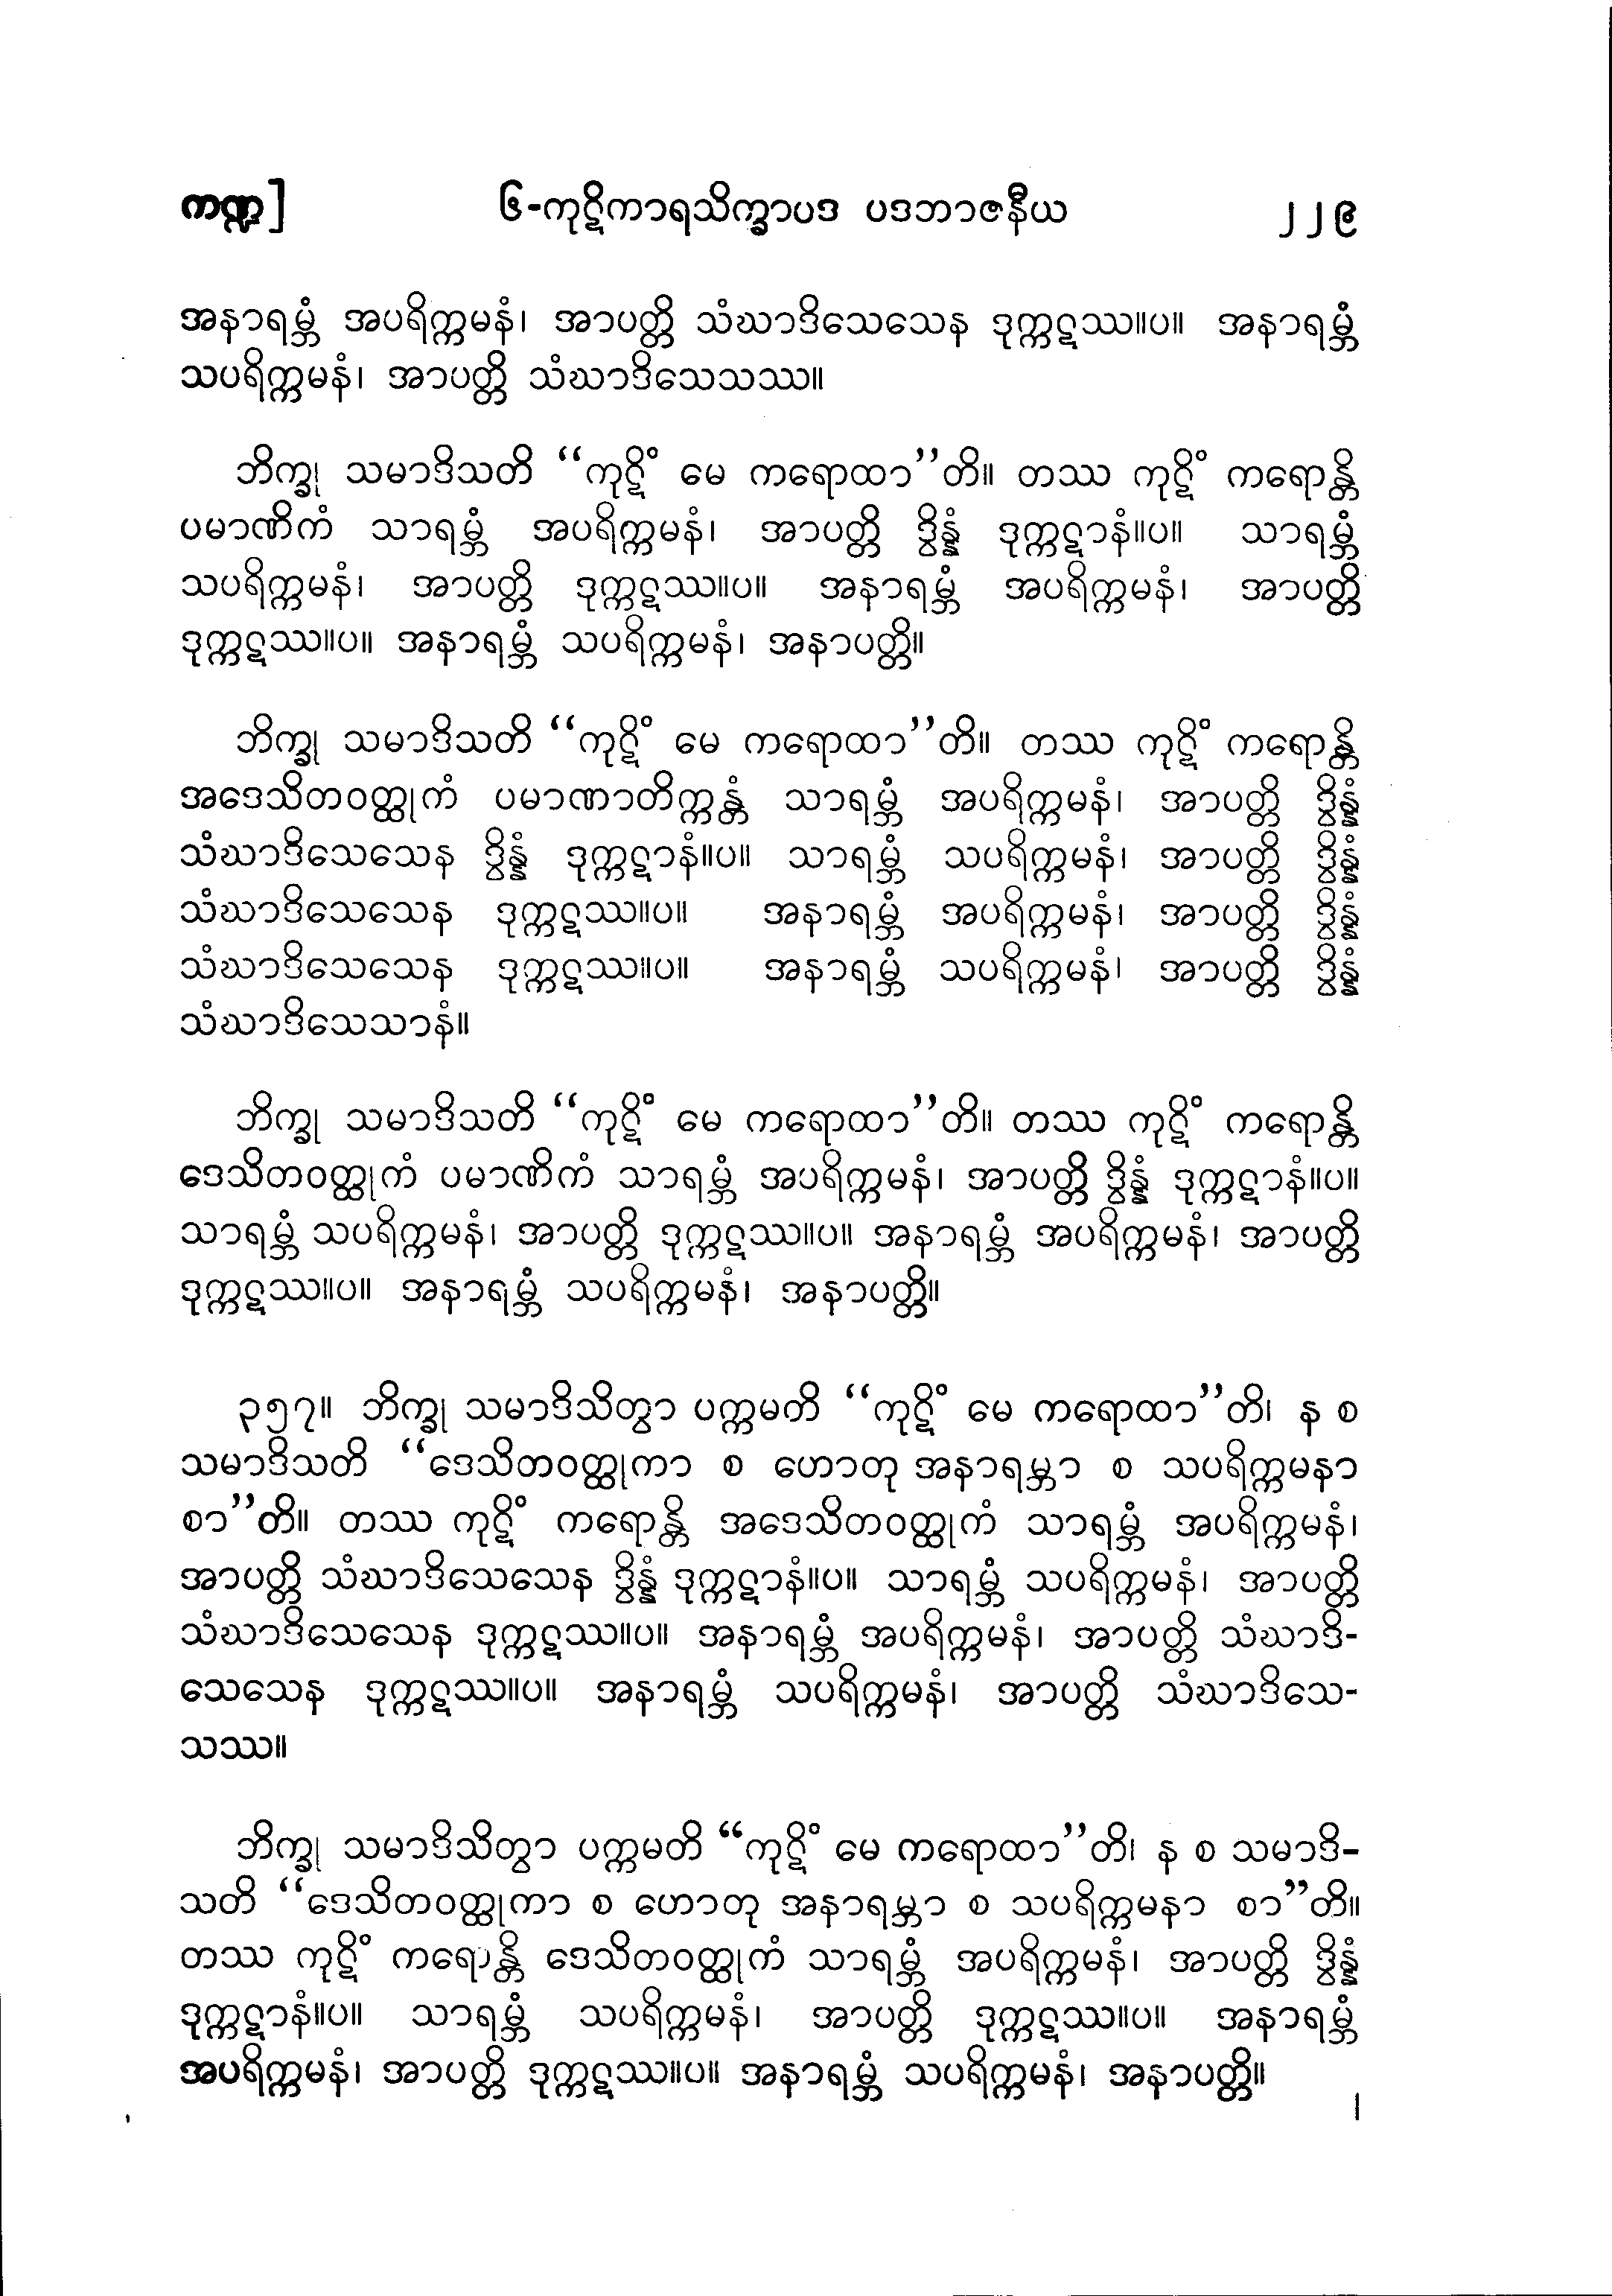 ကဏ္ဍ] ၆-ကုဋိကာရသိက္ခာပဒ ပဒဘာဇနီယ ၂၂၉
အနာရမ္ဘံ အပရိက္ကမနံ၊ အာပတ္တိ သံဃာဒိသေသေန ဒုက္ကဋဿ။ပ။ အနာရမ္ဘံ
သပရိက္ကမနံ၊ အာပတ္တိ သံဃာဒိသေသဿ။
ဘိက္ခု သမာဒိသတိ “ကုဋိံ မေ ကရောထာ”တိ။ တဿ ကုဋိံ ကရောန္တိ
ပမာဏိကံ သာရမ္ဘံ အပရိက္ကမနံ၊ အာပတ္တိ ဒွိန္နံ ဒုက္ကဋာနံ။ပ။ သာရမ္ဘံ
သပရိက္ကမနံ၊ အာပတ္တိ ဒုက္ကဋဿ။ပ။ အနာရမ္ဘံ အပရိက္ကမနံ၊ အာပတ္တိ
ဒုက္ကဋဿ။ပ။ အနာရမ္ဘံ သပရိက္ကမနံ၊ အနာပတ္တိ။
ဘိက္ခု သမာဒိသတိ “ကုဋိံ မေ ကရောထာ”တိ။ တဿ ကုဋိံ ကရောန္တိ
အဒေသိတဝတ္ထုကံ ပမာဏာတိက္ကန္တံ သာရမ္ဘံ အပရိက္ကမနံ၊ အာပတ္တိ ဒွိန္နံ
သံဃာဒိသေသေန ဒွိန္နံ ဒုက္ကဋာနံ။ပ။ သာရမ္ဘံ သပရိက္ကမနံ၊ အာပတ္တိ ဒွိန္နံ
သံဃာဒိသေသေန ဒုက္ကဋဿ။ပ။ အနာရမ္ဘံ အပရိက္ကမနံ၊ အာပတ္တိ ဒွိန္နံ
သံဃာဒိသေသေန ဒုက္ကဋဿ။ပ။ အနာရမ္ဘံ သပရိက္ကမနံ၊ အာပတ္တိ ဒွိန္နံ
သံဃာဒိသေသာနံ။
ဘိက္ခု သမာဒိသတိ “ကုဋိံ မေ ကရောထာ”တိ။ တဿ ကုဋိံ ကရောန္တိ
ဒေသိတဝတ္ထုကံ ပမာဏိကံ သာရမ္ဘံ အပရိက္ကမနံ၊ အာပတ္တိ ဒွိန္နံ ဒုက္ကဋာနံ။ပ။
သာရမ္ဘံ သပရိက္ကမနံ၊ အာပတ္တိ ဒုက္ကဋဿ။ပ။ အနာရမ္ဘံ အပရိက္ကမနံ၊ အာပတ္တိ
ဒုက္ကဋဿ။ပ။ အနာရမ္ဘံ သပရိက္ကမနံ၊ အနာပတ္တိ။
၃၅၇။ ဘိက္ခု သမာဒိသိတွာ ပက္ကမတိ “ကုဋိံ မေ ကရောထာ”တိ၊ န စ
သမာဒိသတိ “ဒေသိတဝတ္ထုကာ စ ဟောတု အနာရမ္ဘာ စ သပရိက္ကမနာ
စာ”တိ။ တဿ ကုဋိံ ကရောန္တိ အဒေသိတဝတ္ထုကံ သာရမ္ဘံ အပရိက္ကမနံ၊
အာပတ္တိ သံဃာဒိသေသေန ဒွိန္နံ ဒုက္ကဋာနံ။ပ။ သာရမ္ဘံ သပရိက္ကမနံ၊ အာပတ္တိ
သံဃာဒိသေသေန ဒုက္ကဋဿ။ပ။ အနာရမ္ဘံ အပရိက္ကမနံ၊ အာပတ္တိ သံဃာဒိ-
သေသေန ဒုက္ကဋဿ။ပ။ အနာရမ္ဘံ သပရိက္ကမနံ၊ အာပတ္တိ သံဃာဒိသေ-
သဿ။
ဘိက္ခု သမာဒိသိတွာ ပက္ကမတိ “ကုဋိံ မေ ကရောထာ”တိ၊ န စ သမာဒိ-
သတိ “ဒေသိတဝတ္ထုကာ စ ဟောတု အနာရမ္ဘာ စ သပရိက္ကမနာ စာ”တိ။
တဿ ကုဋိံ ကရောန္တိ ဒေသိတဝတ္ထုကံ သာရမ္ဘံ အပရိက္ကမနံ၊ အာပတ္တိ ဒွိန္နံ
ဒုက္ကဋာနံ။ပ။ သာရမ္ဘံ သပရိက္ကမနံ၊ အာပတ္တိ ဒုက္ကဋဿ။ပ။ အနာရမ္ဘံ
အပရိက္ကမနံ၊ အာပတ္တိ ဒုက္ကဋဿ။ပ။ အနာရမ္ဘံ သပရိက္ကမနံ၊ အနာပတ္တိ။